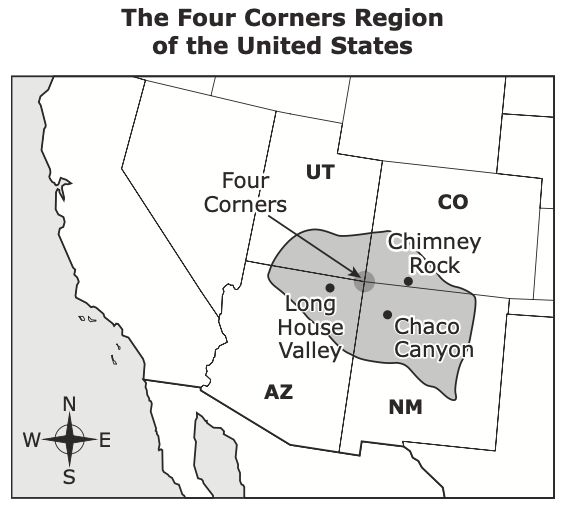 The Four Corners Region
of the United States
UT
Four
Corners
CO
Chimney
Rock
Long
House
Valley
Chaco
Canyon
AZ
NM
N
W
E
S